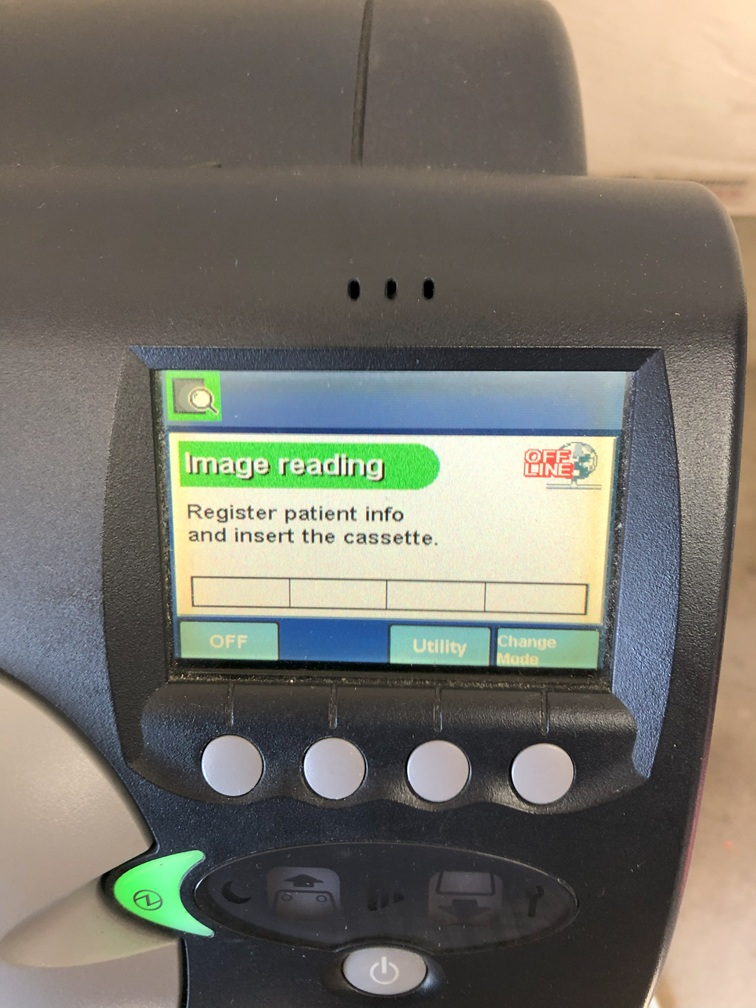 Image reading
OFF
LINE
Register patient info
and insert the cassette.
OFF
Utility
Change
Mode